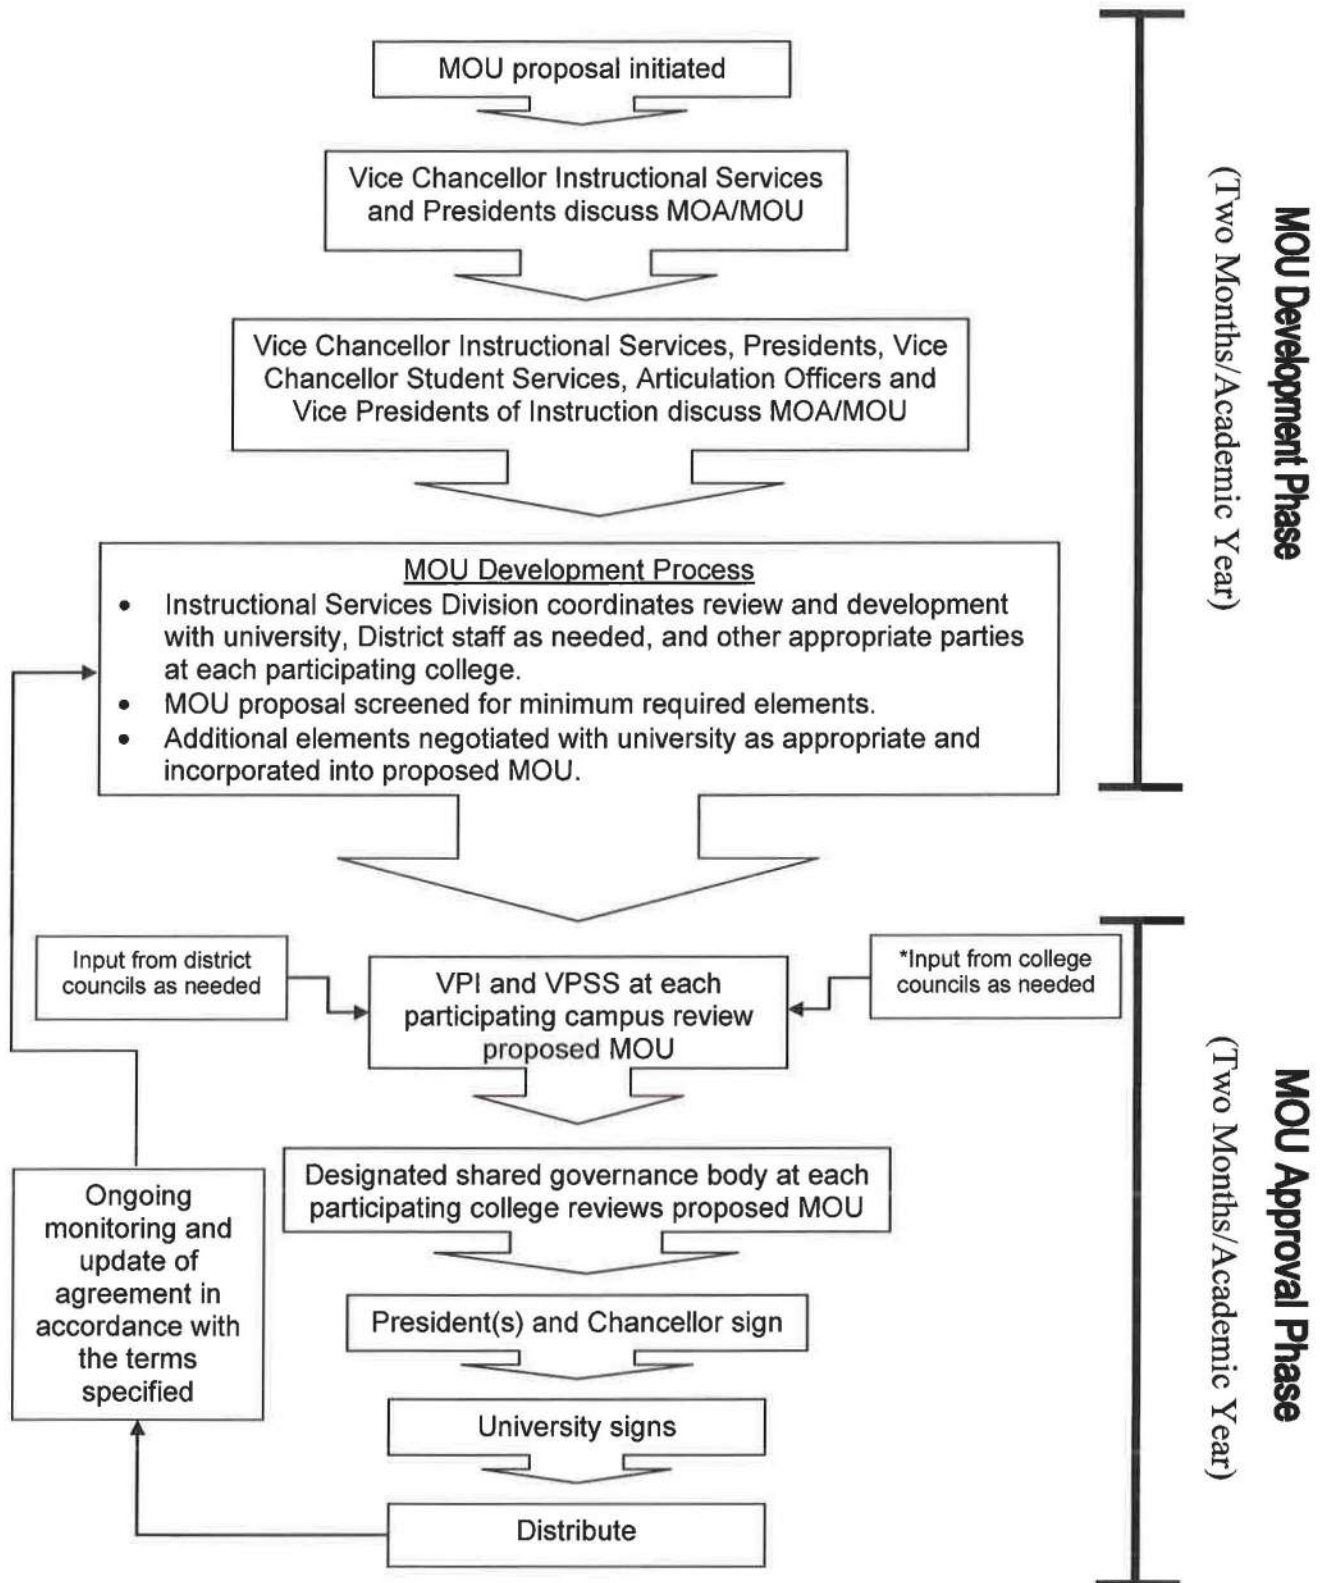 MOU proposal initiated
Vice Chancellor Instructional Services
and Presidents discuss MOA/MOU
Vice Chancellor Instructional Services, Presidents, Vice
Chancellor Student Services, Articulation Officers and
Vice Presidents of Instruction discuss MOA/MOU
MOU Development Process
• Instructional Services Division coordinates review and development
with university, District staff as needed, and other appropriate parties
at each participating college.
• MOU proposal screened for minimum required elements.
• Additional elements negotiated with university as appropriate and
incorporated into proposed MOU.
MOU Development Phase
(Two Months/Academic Year)
Input from district
councils as needed
VPI and VPSS at each
participating campus review
proposed MOU
*Input from college
councils as needed
Designated shared governance body at each
participating college reviews proposed MOU
President(s) and Chancellor sign
University signs
Distribute
Ongoing
monitoring and
update of
agreement in
accordance with
the terms
specified
MOU Approval Phase
(Two Months/Academic Year)